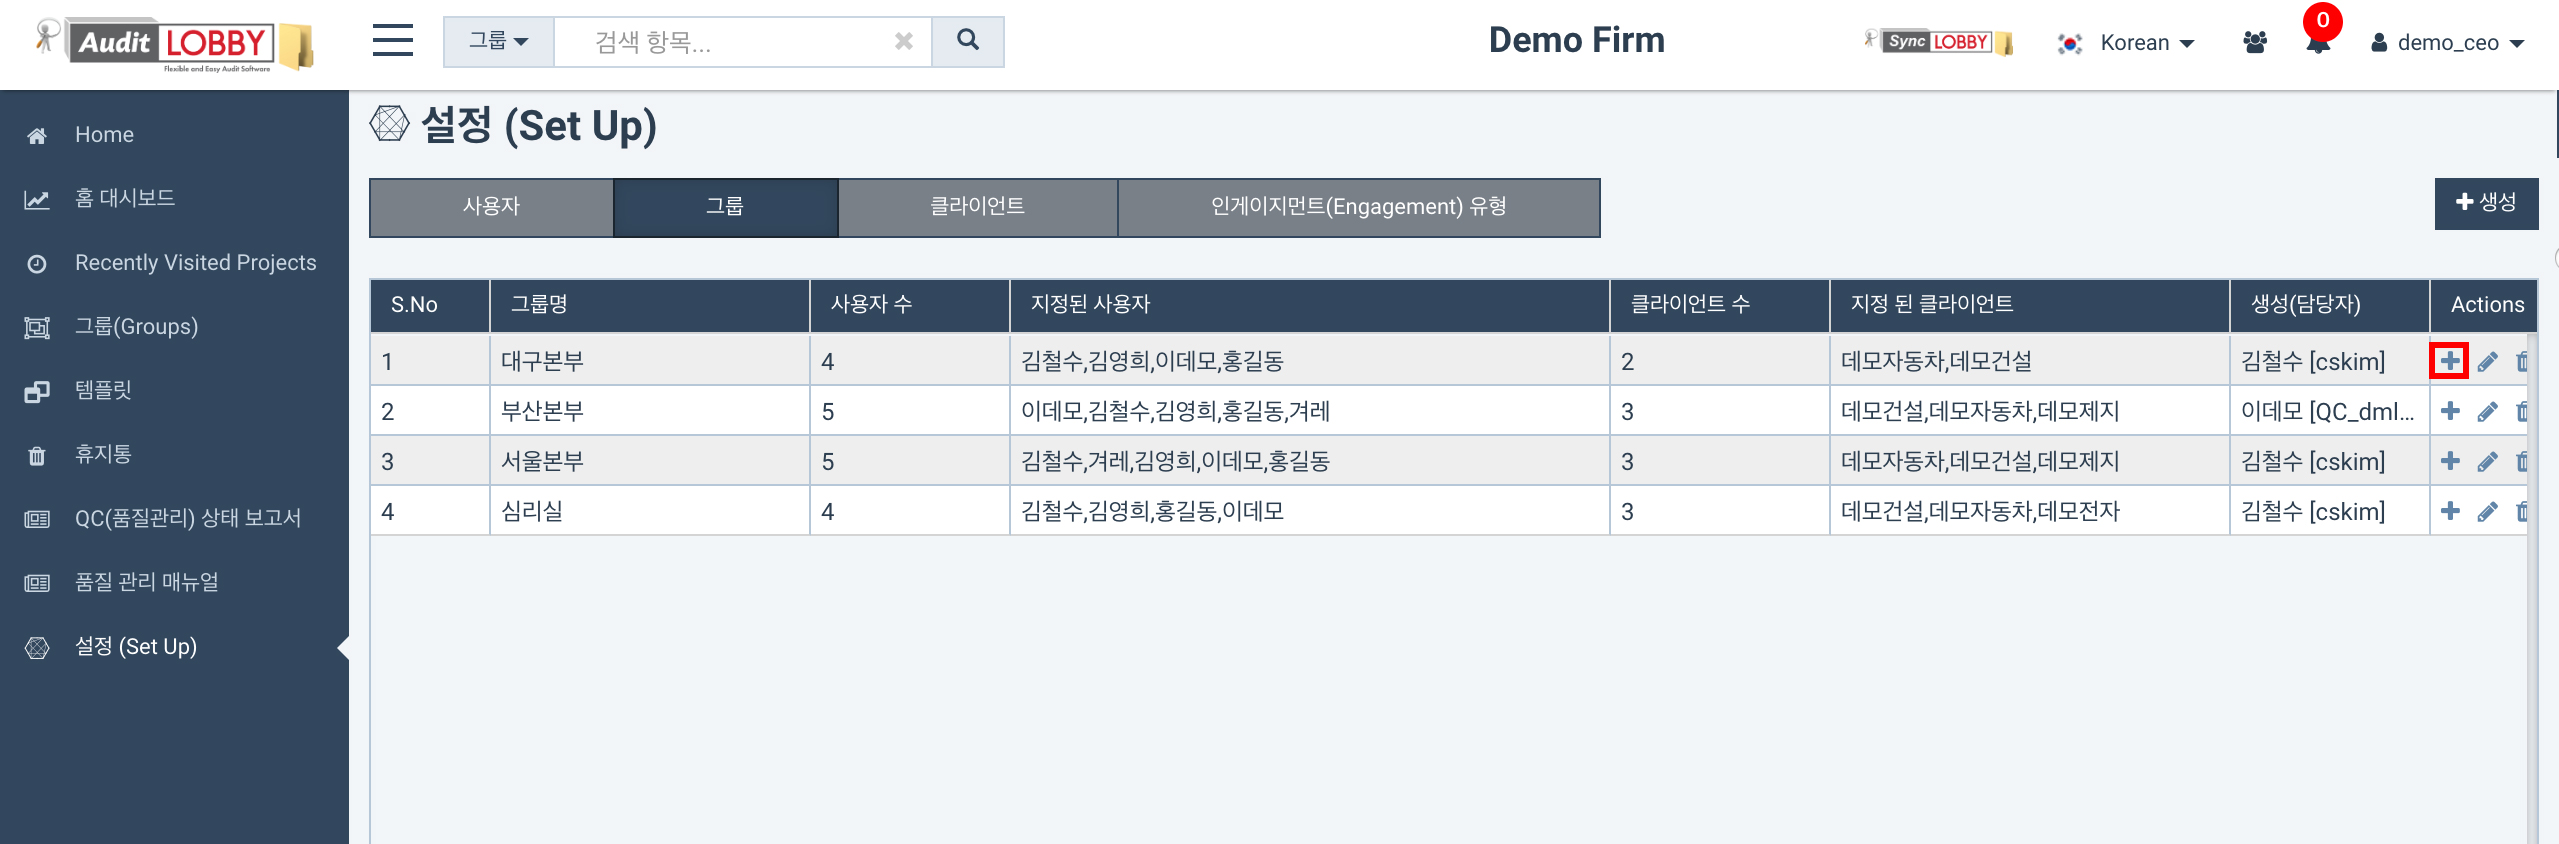 Audit LOBBY
Flexible and Easy Audit Software
그룹
검색 항목...
Demo Firm
Sync LOBBY
Korean
0
demo_ceo
Home
홈 대시보드
Recently Visited Projects
그룹(Groups)
템플릿
휴지통
QC(품질관리) 상태 보고서
품질 관리 매뉴얼
설정 (Set Up)
설정 (Set Up)
사용자 그룹 클라이언트 인게이지먼트(Engagement) 유형
생성
S.No 그룹명 사용자 수 지정된 사용자 클라이언트 수 지정 된 클라이언트 생성(담당자) Actions
1 대구본부 4 김철수,김영희,이데모,홍길동 2 데모자동차,데모건설 김철수 [cskim]
2 부산본부 5 이데모,김철수,김영희,홍길동,겨레 3 데모건설,데모자동차,데모제지 이데모 [QC_dml...
3 서울본부 5 김철수,겨레,김영희,이데모,홍길동 3 데모자동차,데모건설,데모제지 김철수 [cskim]
4 심리실 4 김철수,김영희,홍길동,이데모 3 데모건설,데모자동차,데모전자 김철수 [cskim]